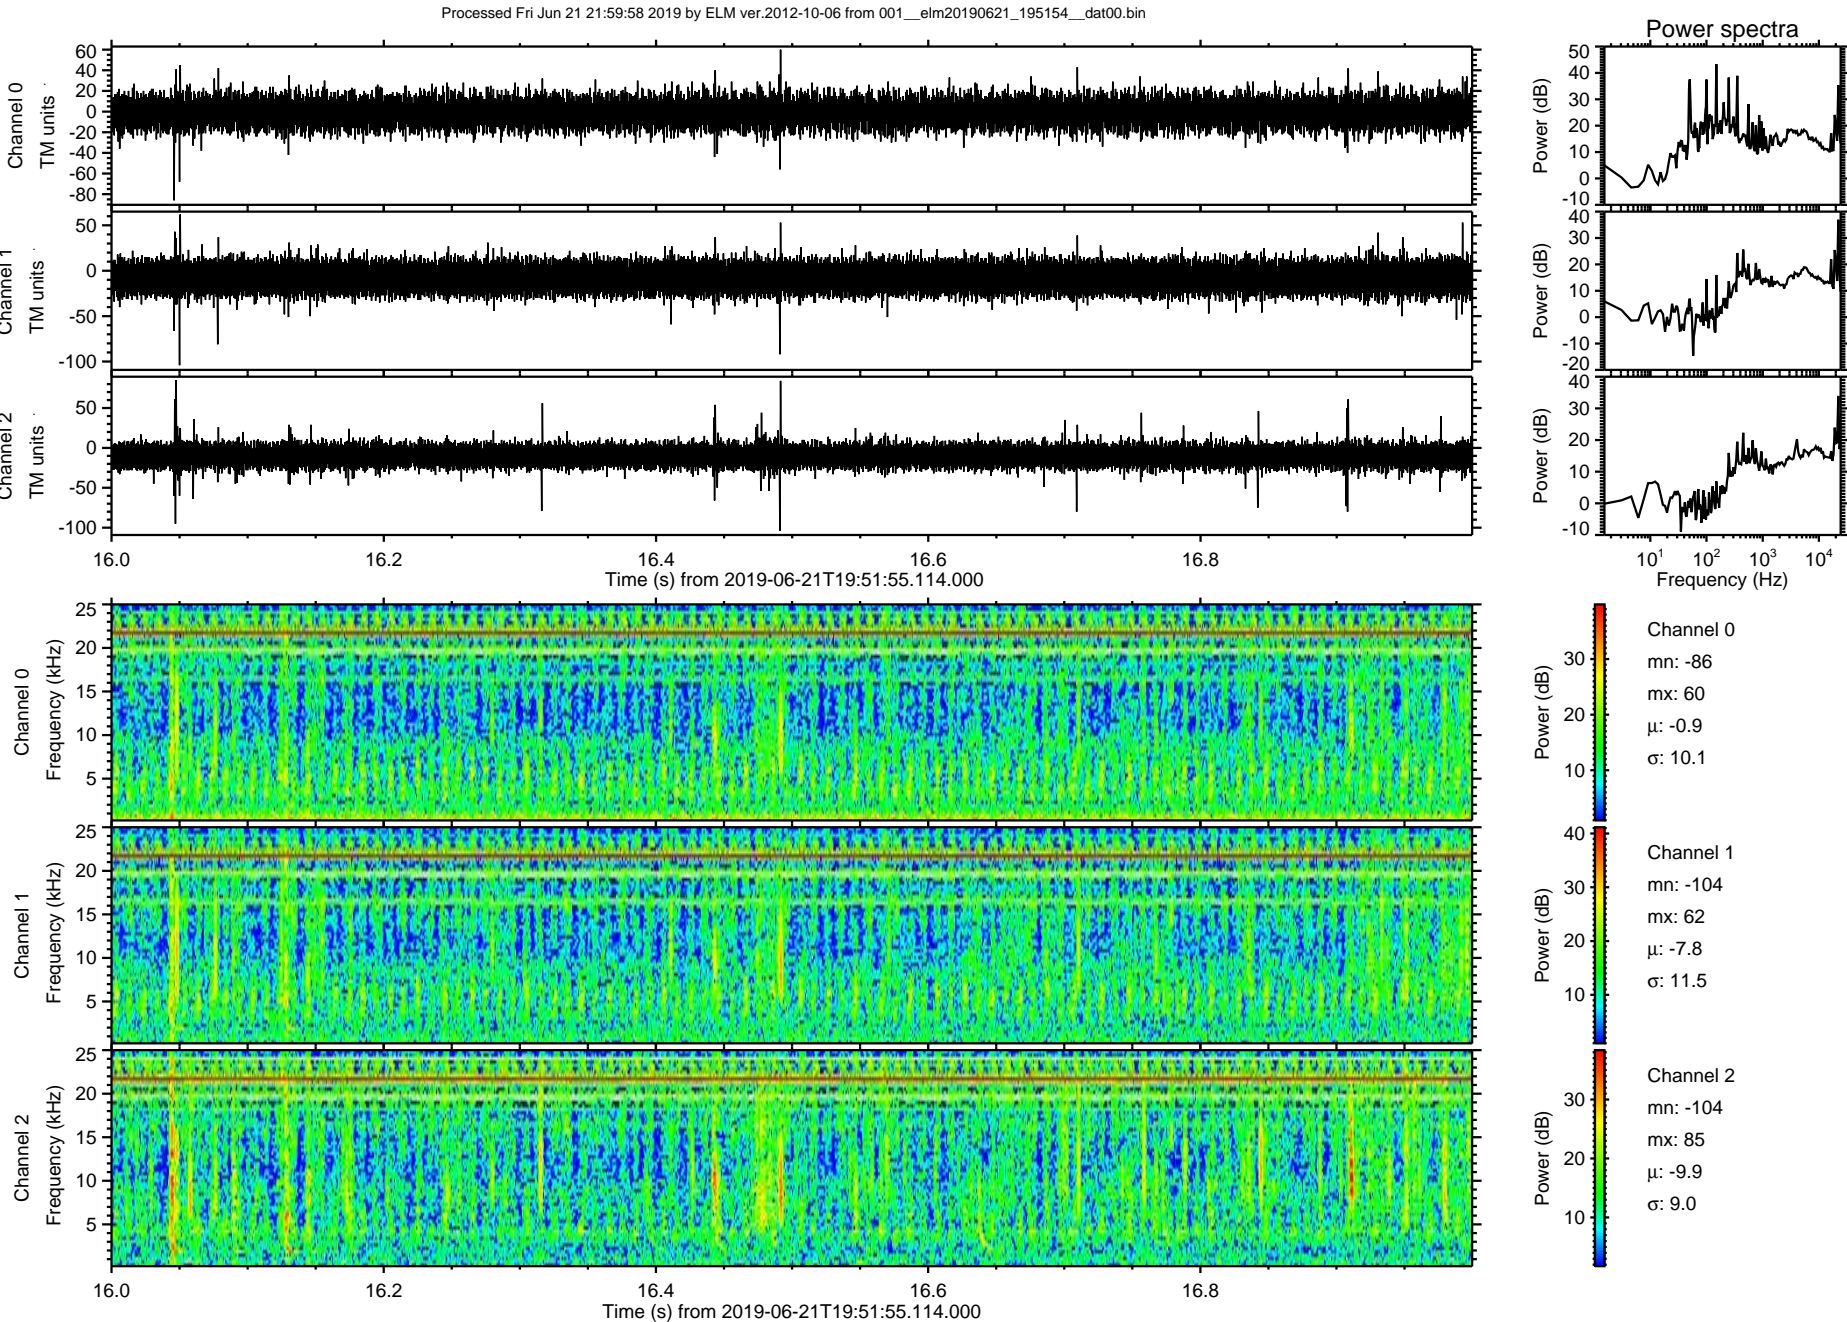 Processed Fri Jun 21 21:59:58 2019 by ELM ver.2012-10-06 from 001__elm20190621_195154__dat00.bin
Power spectra
Channel 0
TM units
60
40
20
0
-20
-40
-60
-80
Power (dB)
50
40
30
20
10
0
-10
Channel 1
TM units
50
0
-50
-100
Power (dB)
40
30
20
10
0
-10
-20
Channel 2
TM units
50
0
-50
-100
Power (dB)
40
30
20
10
0
-10
16.0 16.2 16.4 16.6 16.8
Time (s) from 2019-06-21T19:51:55.114.000
10^1 10^2 10^3 10^4
Frequency (Hz)
Channel 0
Frequency (kHz)
25
20
15
10
5
Power (dB)
30
20
10
Channel 0
mn: -86
mx: 60
μ: -0.9
σ: 10.1
Channel 1
Frequency (kHz)
25
20
15
10
5
Power (dB)
40
30
20
10
Channel 1
mn: -104
mx: 62
μ: -7.8
σ: 11.5
Channel 2
Frequency (kHz)
25
20
15
10
5
Power (dB)
30
20
10
Channel 2
mn: -104
mx: 85
μ: -9.9
σ: 9.0
16.0 16.2 16.4 16.6 16.8
Time (s) from 2019-06-21T19:51:55.114.000